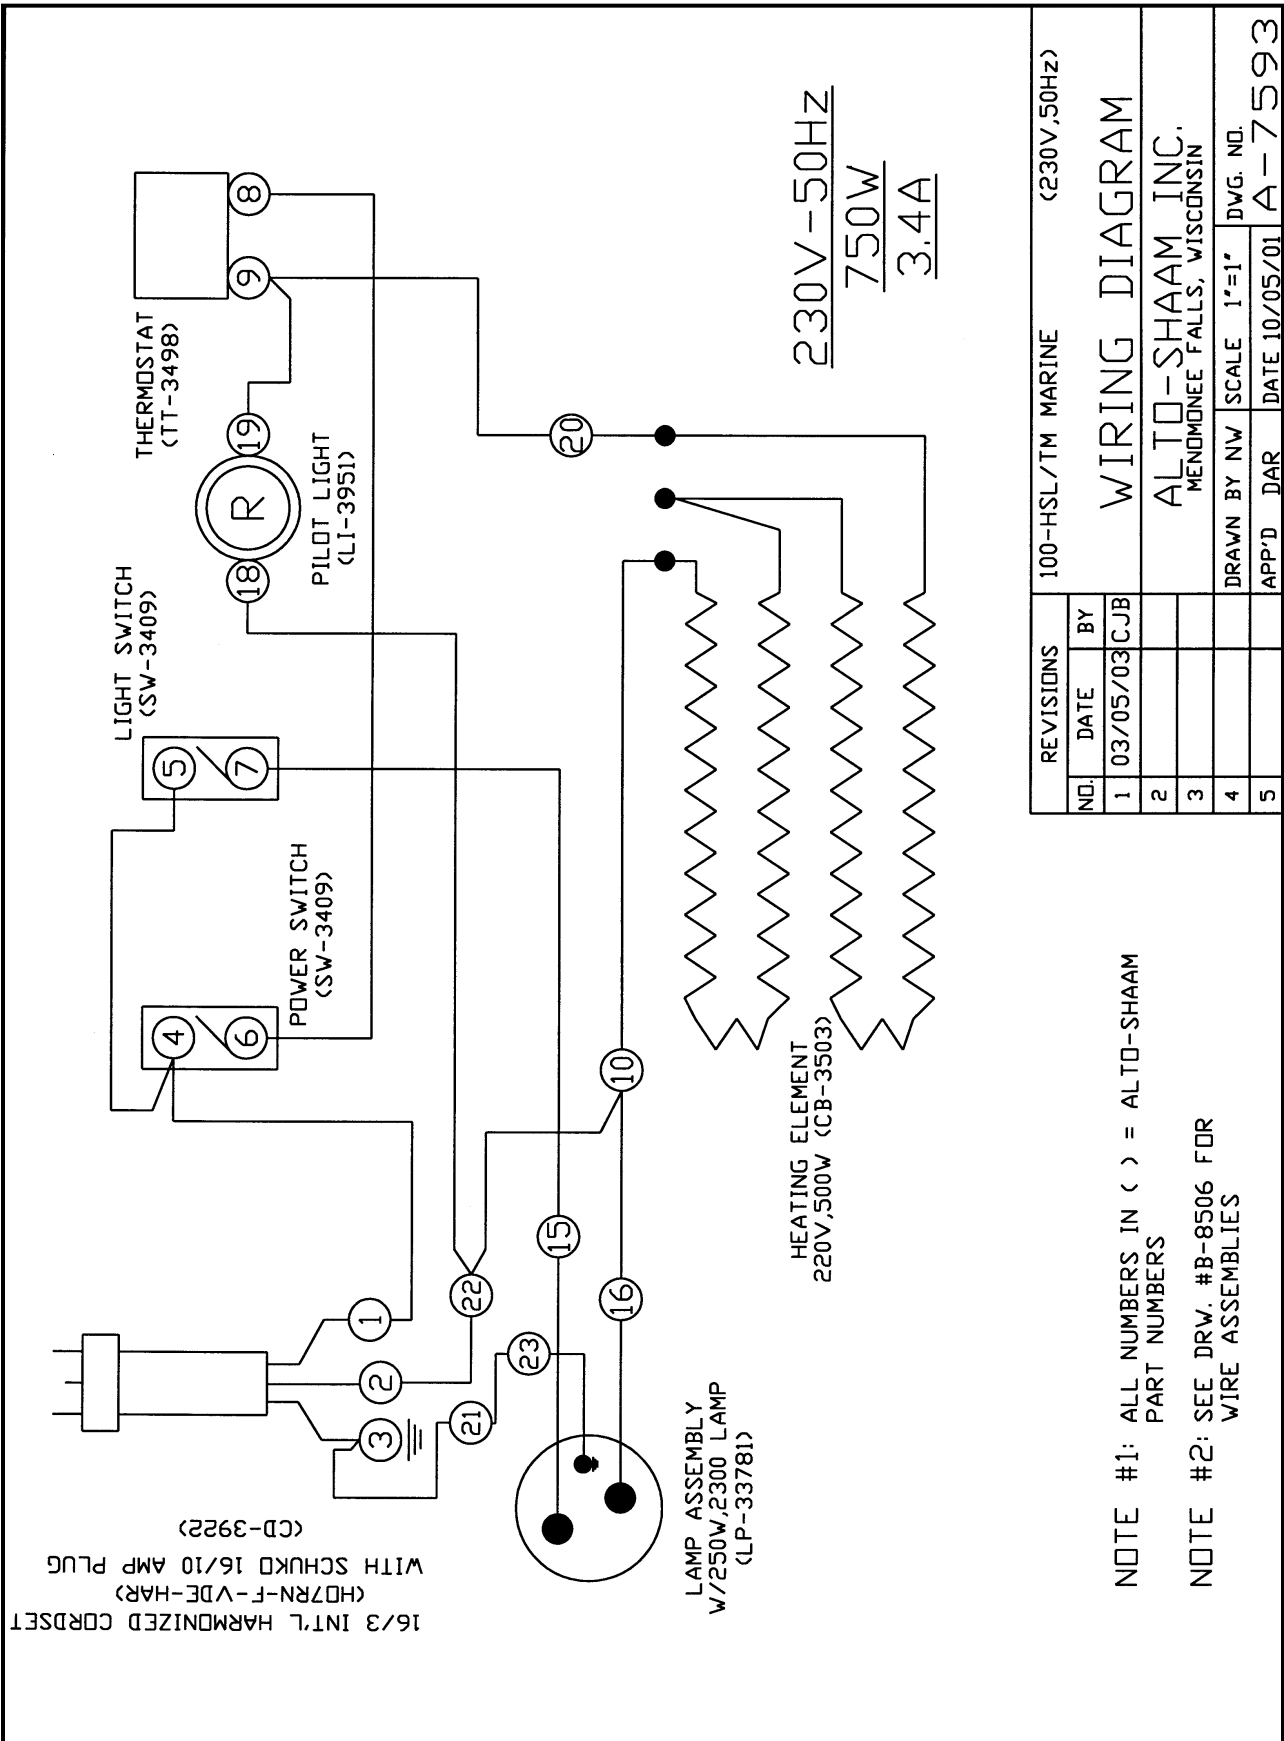 16/3 INT'L HARMONIZED CORDSET
(HO7RN-F-VDE-HAR)
WITH SCHUKO 16/10 AMP PLUG
(CD-3922)
1
2
3
4
6
POWER SWITCH
(SW-3409)
5
7
LIGHT SWITCH
(SW-3409)
18
R
19
PILOT LIGHT
(LI-3951)
THERMOSTAT
(TT-3498)
9
8
21
22
23
15
16
10
20
LAMP ASSEMBLY
W/250W,2300 LAMP
(LP-33781)
HEATING ELEMENT
220V,500W (CB-3503)
230V-50HZ
750W
3.4A
NOTE #1: ALL NUMBERS IN ( ) = ALTO-SHAAM
PART NUMBERS
NOTE #2: SEE DRW. #B-8506 FOR
WIRE ASSEMBLIES
REVISIONS
NO. DATE BY
1 03/05/03 CJB
2
3
4
5
100-HSL/TM MARINE (230V,50Hz)
WIRING DIAGRAM
ALTO-SHAAM INC.
MENOMONEE FALLS, WISCONSIN
DRAWN BY NW SCALE 1"=1" DWG. NO.
APP'D DAR DATE 10/05/01 A-7593